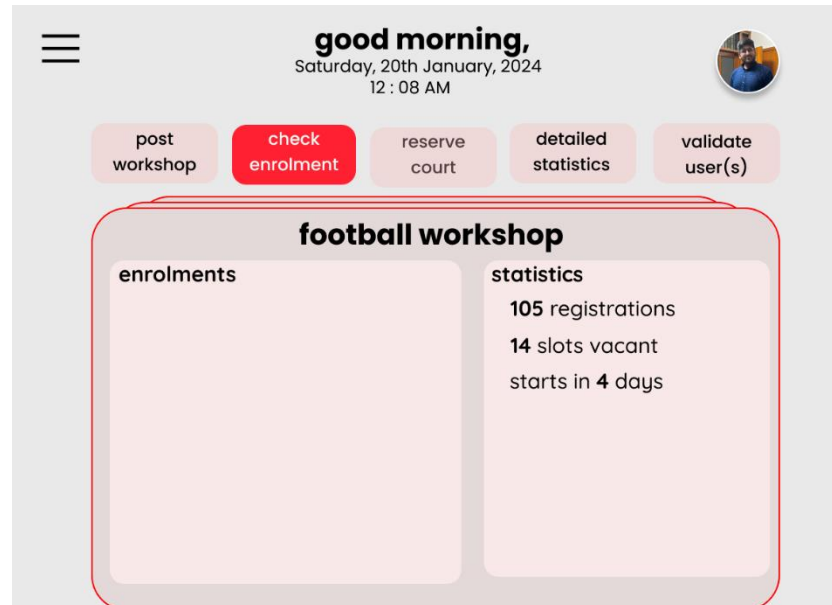 good morning,
Saturday, 20th January, 2024
12 : 08 AM
post
workshop
check
enrolment
reserve
court
detailed
statistics
validate
user(s)
football workshop
enrolments
statistics
105 registrations
14 slots vacant
starts in 4 days